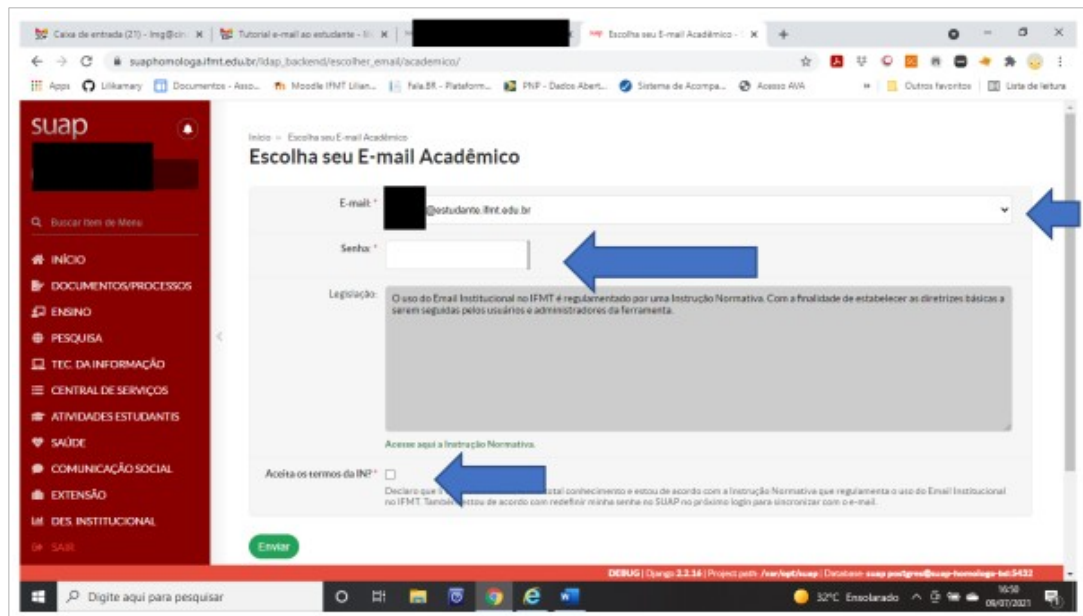 Caixa de entrada (21) - lmg@cin
Tutorial e-mail ao estudante -
Escolha seu E-mail Acadêmico -
suaphomologa.ifmt.edu.br/ldap_backend/escolher_email/academico/
Apps
Lilikamary
Documentos - Asso...
Moodle IFMT Lilian...
Fala.BR - Plataform...
PNP - Dados Abert...
Sistema de Acompa...
Acesso AVA
Outros favoritos
Lista de leitura
suap
Buscar Item de Menu
INÍCIO
DOCUMENTOS/PROCESSOS
ENSINO
PESQUISA
TEC. DA INFORMAÇÃO
CENTRAL DE SERVIÇOS
ATIVIDADES ESTUDANTIS
SAÚDE
COMUNICAÇÃO SOCIAL
EXTENSÃO
DES. INSTITUCIONAL
SAIR
Início » Escolha seu E-mail Acadêmico
Escolha seu E-mail Acadêmico
E-mail: *
@estudante.ifmt.edu.br
Senha: *
Legislação:
O uso do Email Institucional no IFMT é regulamentado por uma Instrução Normativa. Com a finalidade de estabelecer as diretrizes básicas a
serem seguidas pelos usuários e administradores da ferramenta.
Acesse aqui a Instrução Normativa.
Aceita os termos da IN? *
Declaro que total conhecimento e estou de acordo com a Instrução Normativa que regulamenta o uso do Email Institucional
no IFMT. Também estou de acordo com redefinir minha senha no SUAP no próximo login para sincronizar com o e-mail.
Enviar
DEBUG | Django 2.2.16 | Project path: /var/opt/suap | Database: suap postgres@suap-homologa-bd:5432
Digite aqui para pesquisar
32°C Ensolarado
16:50
09/07/2021